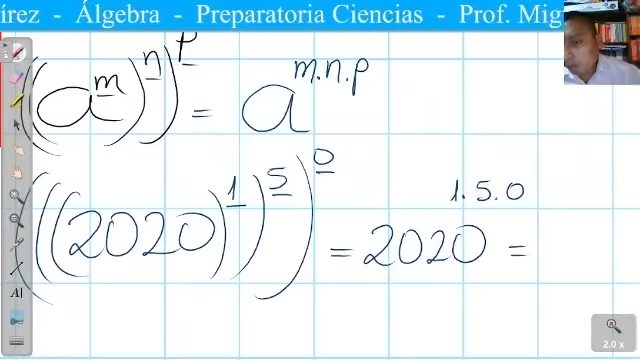 írez - Álgebra - Preparatoria Ciencias - Prof. Mig
((a^m)^n)^p = a^m.n.p
(((2020)^1)^5)^0 = 2020^1.5.0 =
A|
2.0 x